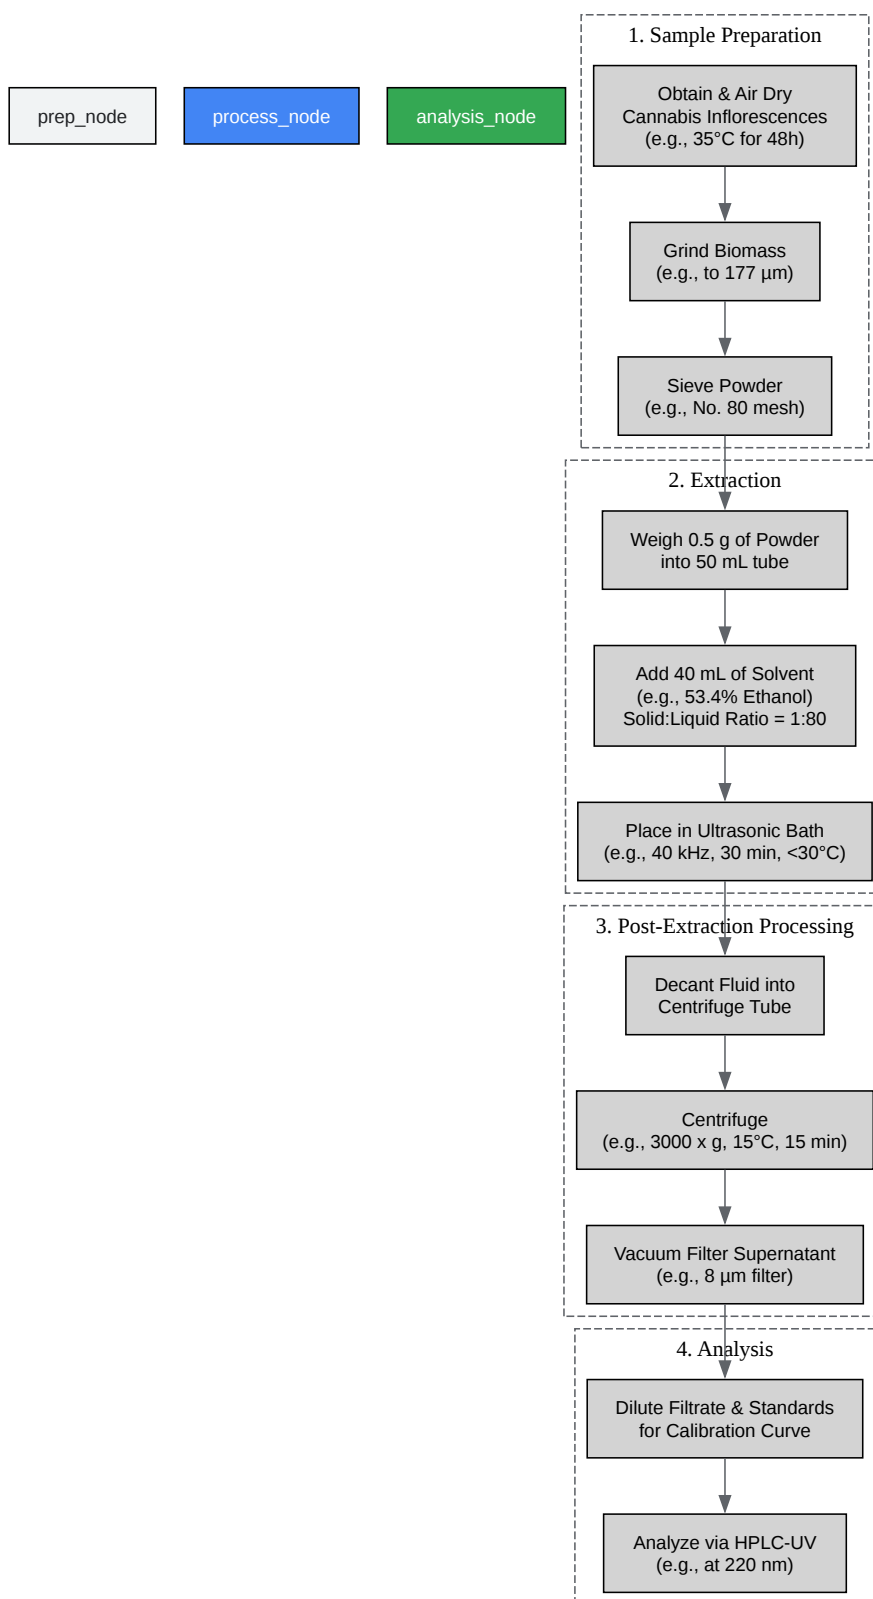 1. Sample Preparation
prep_node
process_node
analysis_node
Obtain & Air Dry
Cannabis Inflorescences
(e.g., 35°C for 48h)
Grind Biomass
(e.g., to 177 µm)
Sieve Powder
(e.g., No. 80 mesh)
2. Extraction
Weigh 0.5 g of Powder
into 50 mL tube
Add 40 mL of Solvent
(e.g., 53.4% Ethanol)
Solid:Liquid Ratio = 1:80
Place in Ultrasonic Bath
(e.g., 40 kHz, 30 min, <30°C)
3. Post-Extraction Processing
Decant Fluid into
Centrifuge Tube
Centrifuge
(e.g., 3000 x g, 15°C, 15 min)
Vacuum Filter Supernatant
(e.g., 8 µm filter)
4. Analysis
Dilute Filtrate & Standards
for Calibration Curve
Analyze via HPLC-UV
(e.g., at 220 nm)